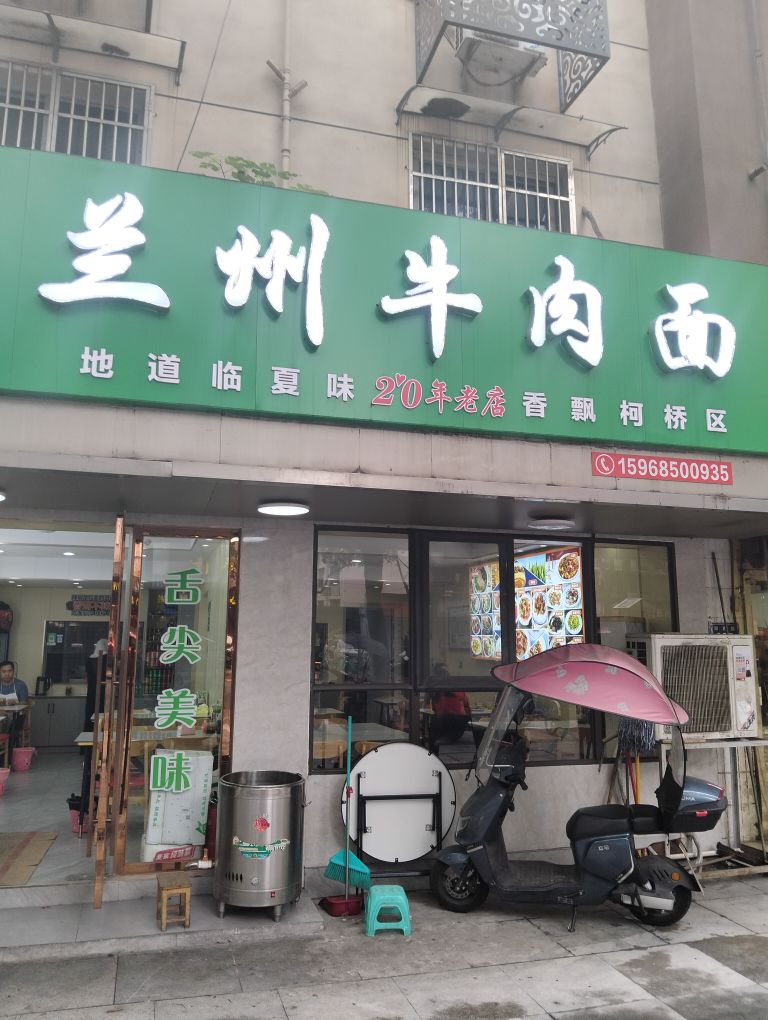 兰州牛肉面
地道临夏味 20年老店 香飘柯桥区
15968500935
舌尖美味